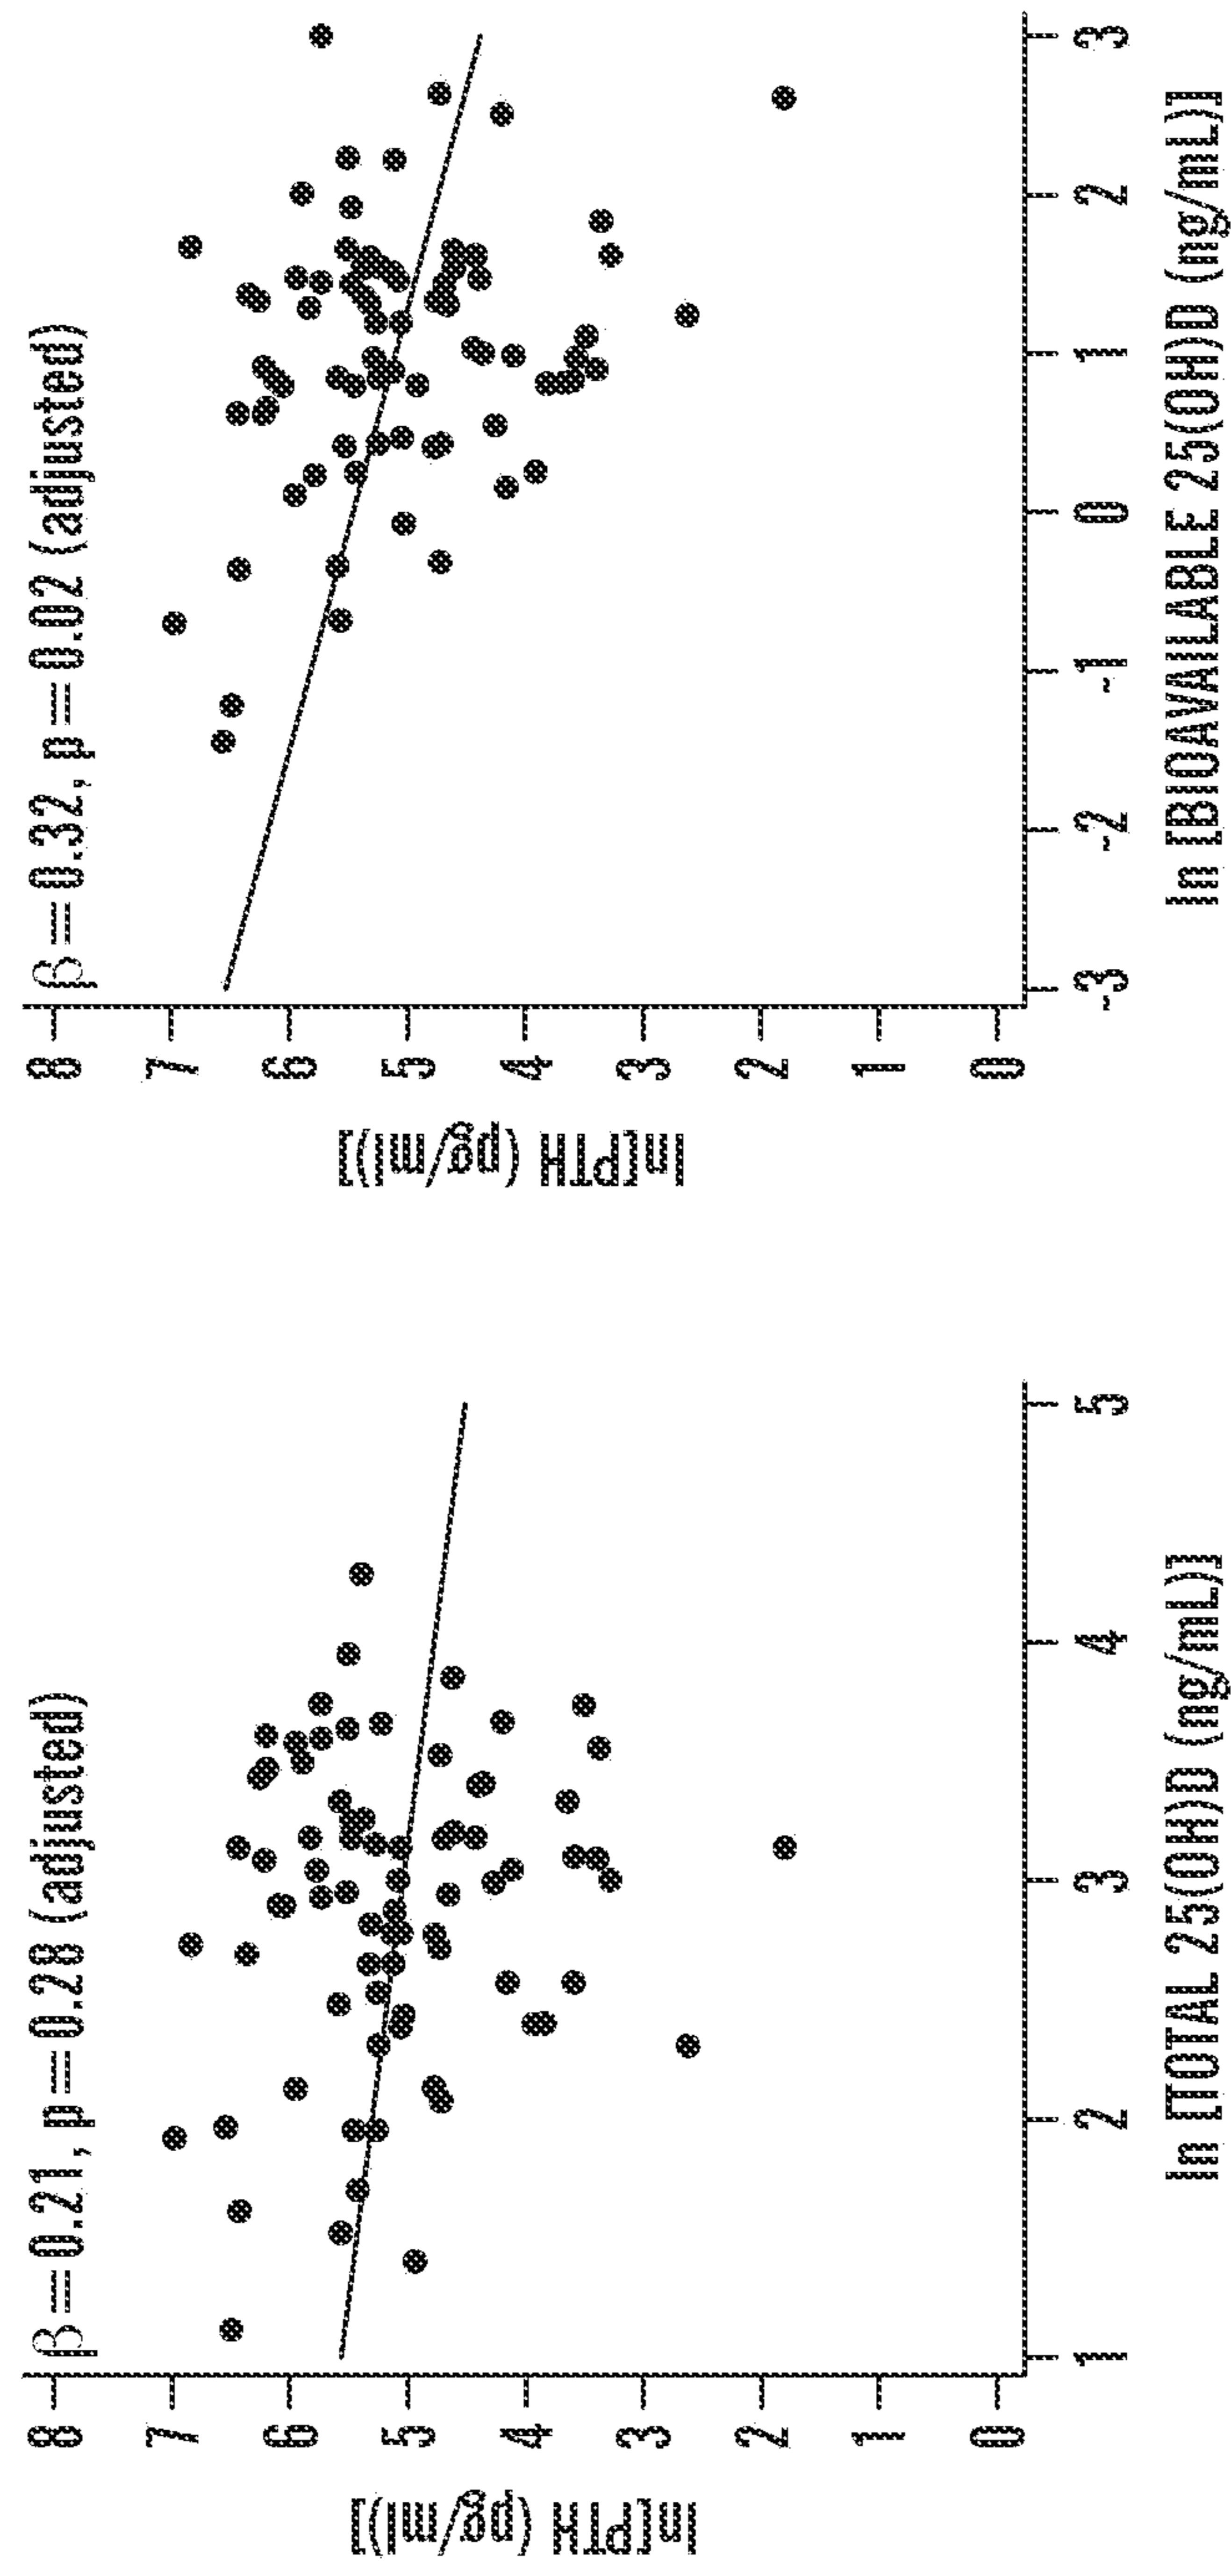 β=0.21, p=0.28 (adjusted)
8
7
6
5
4
3
2
1
0
ln[PTH (pg/ml)]
1 2 3 4 5
ln [TOTAL 25(OH)D (ng/mL)]
β=0.32, p=0.02 (adjusted)
8
7
6
5
4
3
2
1
0
ln[PTH (pg/ml)]
-3 -2 -1 0 1 2 3
ln [BIOAVAILABLE 25(OH)D (ng/mL)]